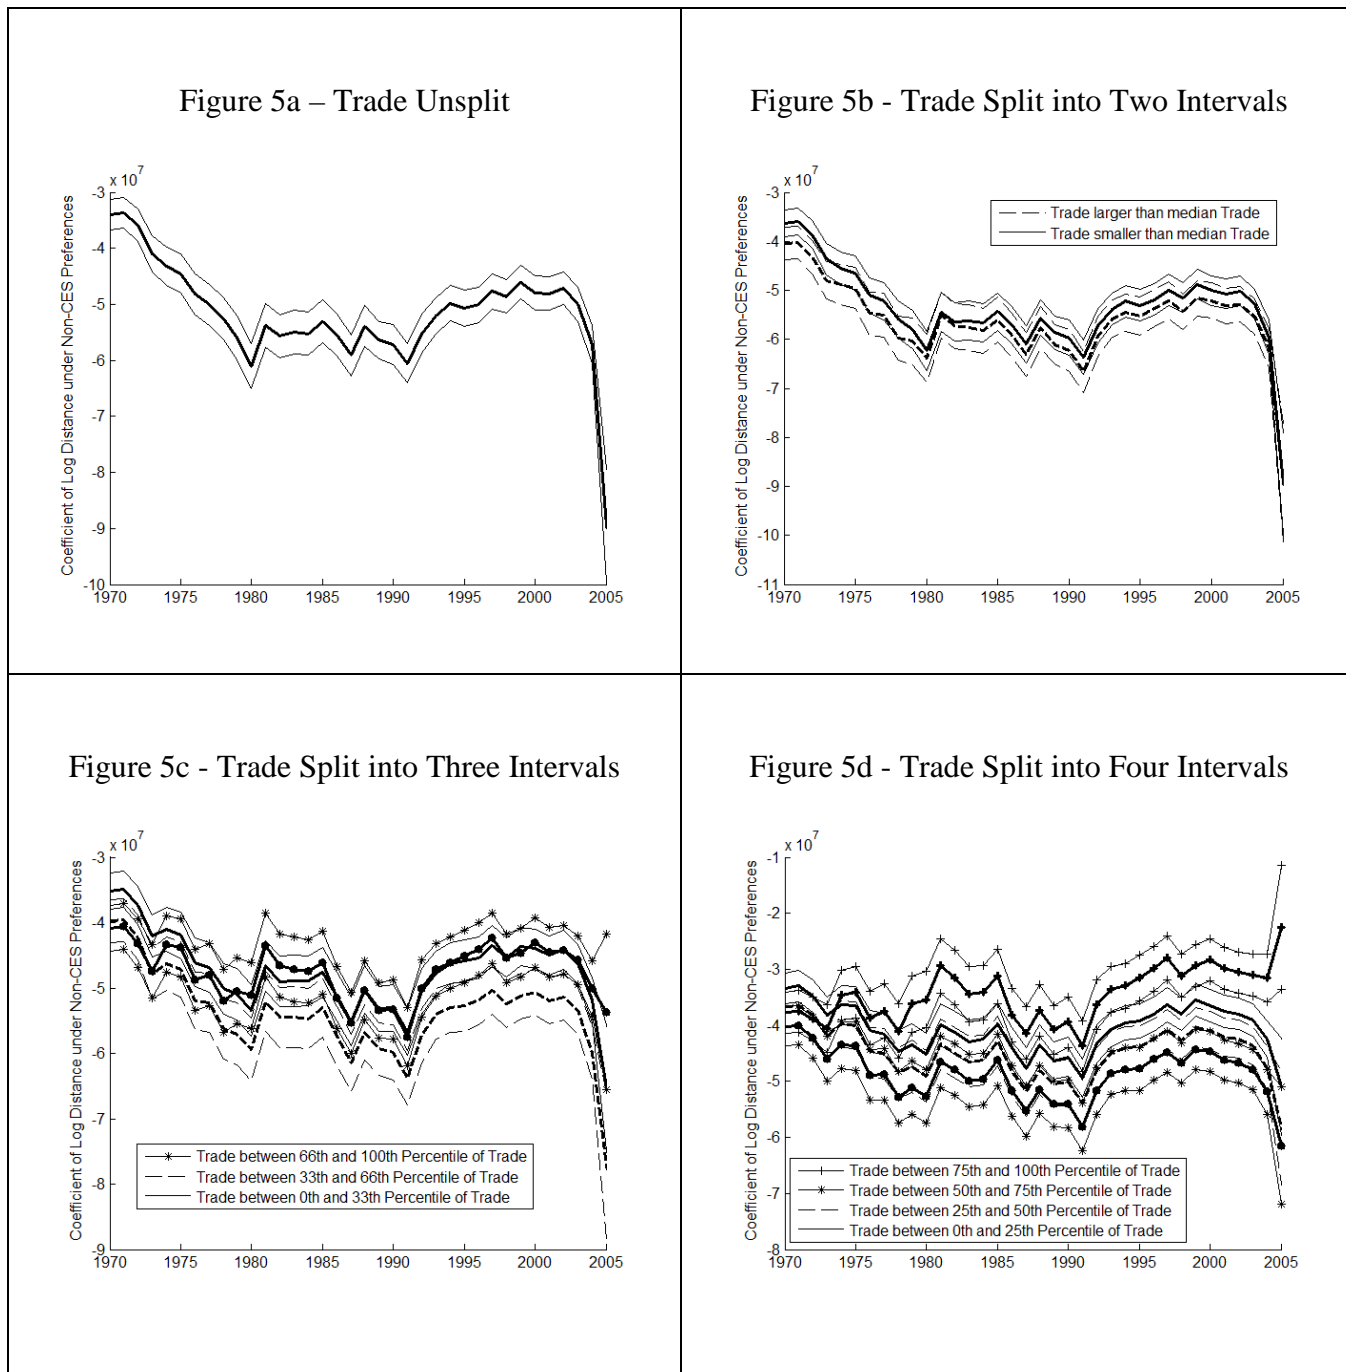 Figure 5a – Trade Unsplit
x 10^7
-3
-4
-5
-6
-7
-8
-9
-10
Coefficient of Log Distance under Non-CES Preferences
1970 1975 1980 1985 1990 1995 2000 2005
Figure 5b - Trade Split into Two Intervals
x 10^7
-3
-4
-5
-6
-7
-8
-9
-10
-11
Coefficient of Log Distance under Non-CES Preferences
Trade larger than median Trade
Trade smaller than median Trade
1970 1975 1980 1985 1990 1995 2000 2005
Figure 5c - Trade Split into Three Intervals
x 10^7
-3
-4
-5
-6
-7
-8
-9
Coefficient of Log Distance under Non-CES Preferences
Trade between 66th and 100th Percentile of Trade
Trade between 33th and 66th Percentile of Trade
Trade between 0th and 33th Percentile of Trade
1970 1975 1980 1985 1990 1995 2000 2005
Figure 5d - Trade Split into Four Intervals
x 10^7
-1
-2
-3
-4
-5
-6
-7
-8
Coefficient of Log Distance under Non-CES Preferences
Trade between 75th and 100th Percentile of Trade
Trade between 50th and 75th Percentile of Trade
Trade between 25th and 50th Percentile of Trade
Trade between 0th and 25th Percentile of Trade
1970 1975 1980 1985 1990 1995 2000 2005